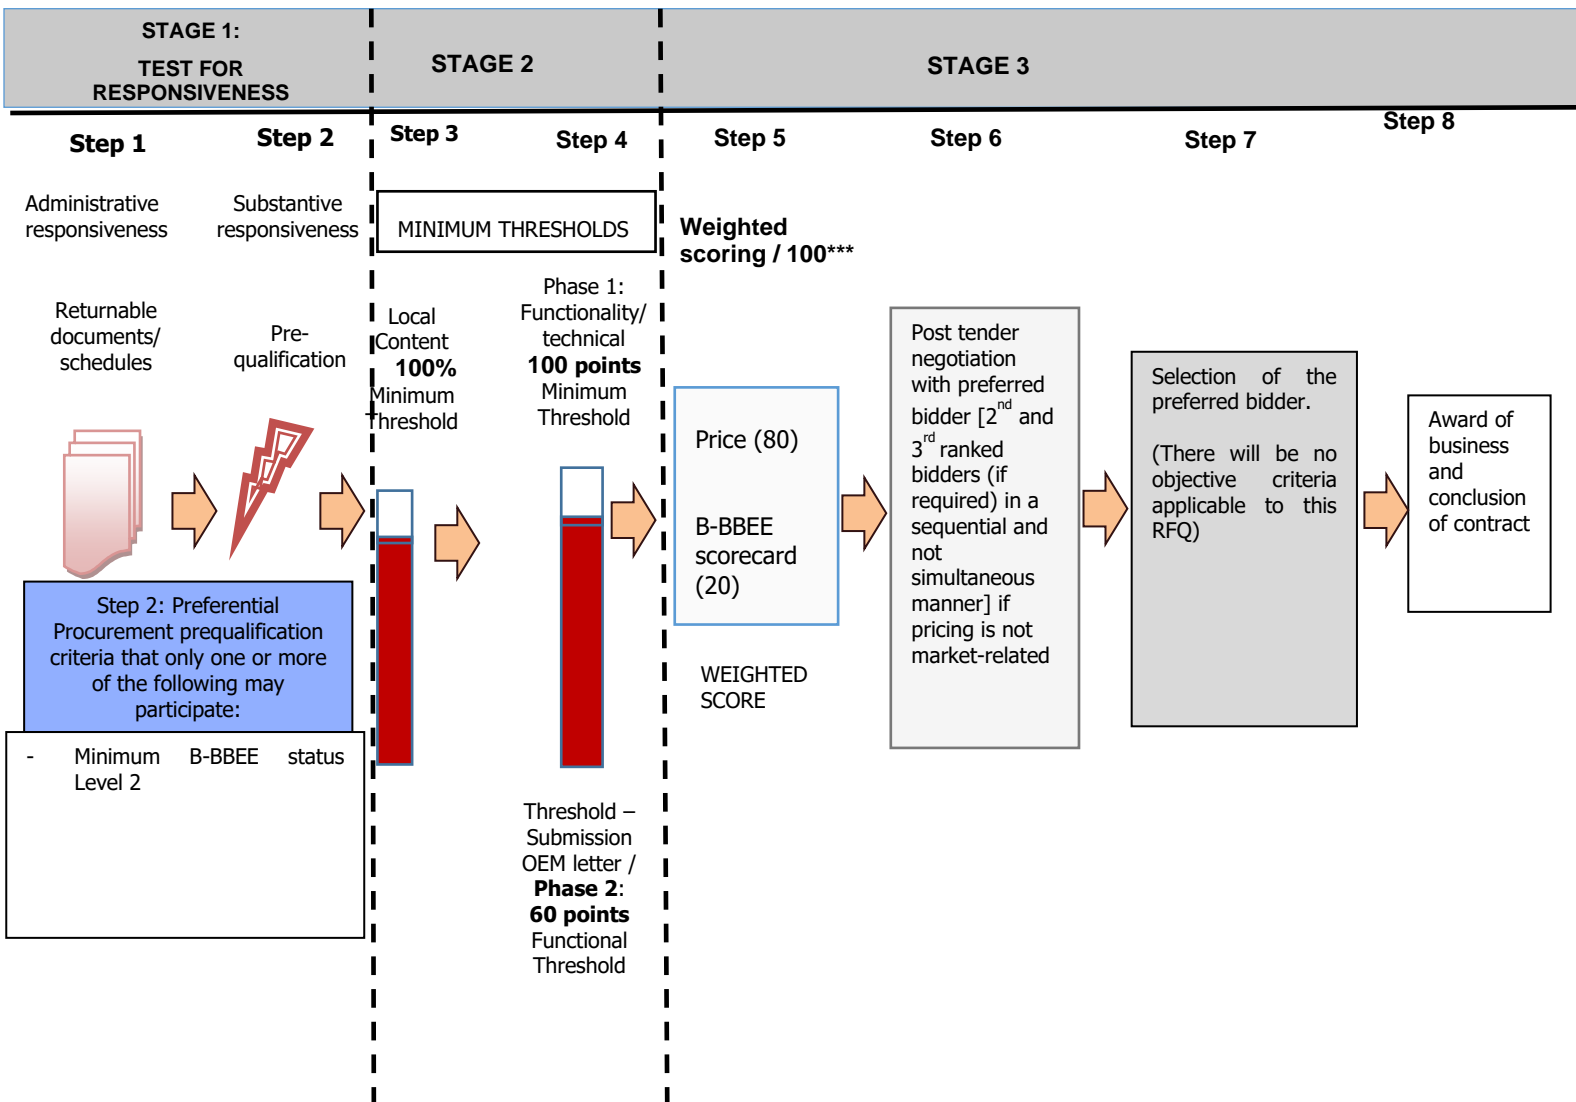 STAGE 1:
TEST FOR
RESPONSIVENESS
STAGE 2
STAGE 3
Step 1
Step 2
Step 3
Step 4
Step 5
Step 6
Step 7
Step 8
Administrative
responsiveness
Substantive
responsiveness
MINIMUM THRESHOLDS
Weighted
scoring / 100***
Returnable
documents/
schedules
Pre-
qualification
Local
Content
100%
Minimum
Threshold
Phase 1:
Functionality/
technical
100 points
Minimum
Threshold
Price (80)
B-BBEE
scorecard
(20)
WEIGHTED
SCORE
Post tender
negotiation
with preferred
bidder [2nd and
3rd ranked
bidders (if
required) in a
sequential and
not
simultaneous
manner] if
pricing is not
market-related
Selection of the
preferred bidder.
(There will be no
objective criteria
applicable to this
RFQ)
Award of
business
and
conclusion
of contract
Step 2: Preferential
Procurement prequalification
criteria that only one or more
of the following may
participate:
- Minimum B-BBEE status
Level 2
Threshold –
Submission
OEM letter /
Phase 2:
60 points
Functional
Threshold